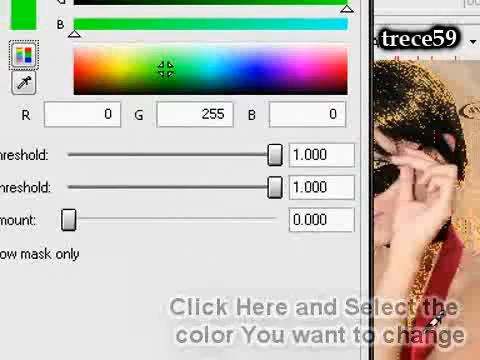 G
trece59
B
R 0 G 255 B 0
hreshold: 1.000
hreshold: 1.000
mount: 0.000
ow mask only
Click Here and Select the
color You want to change